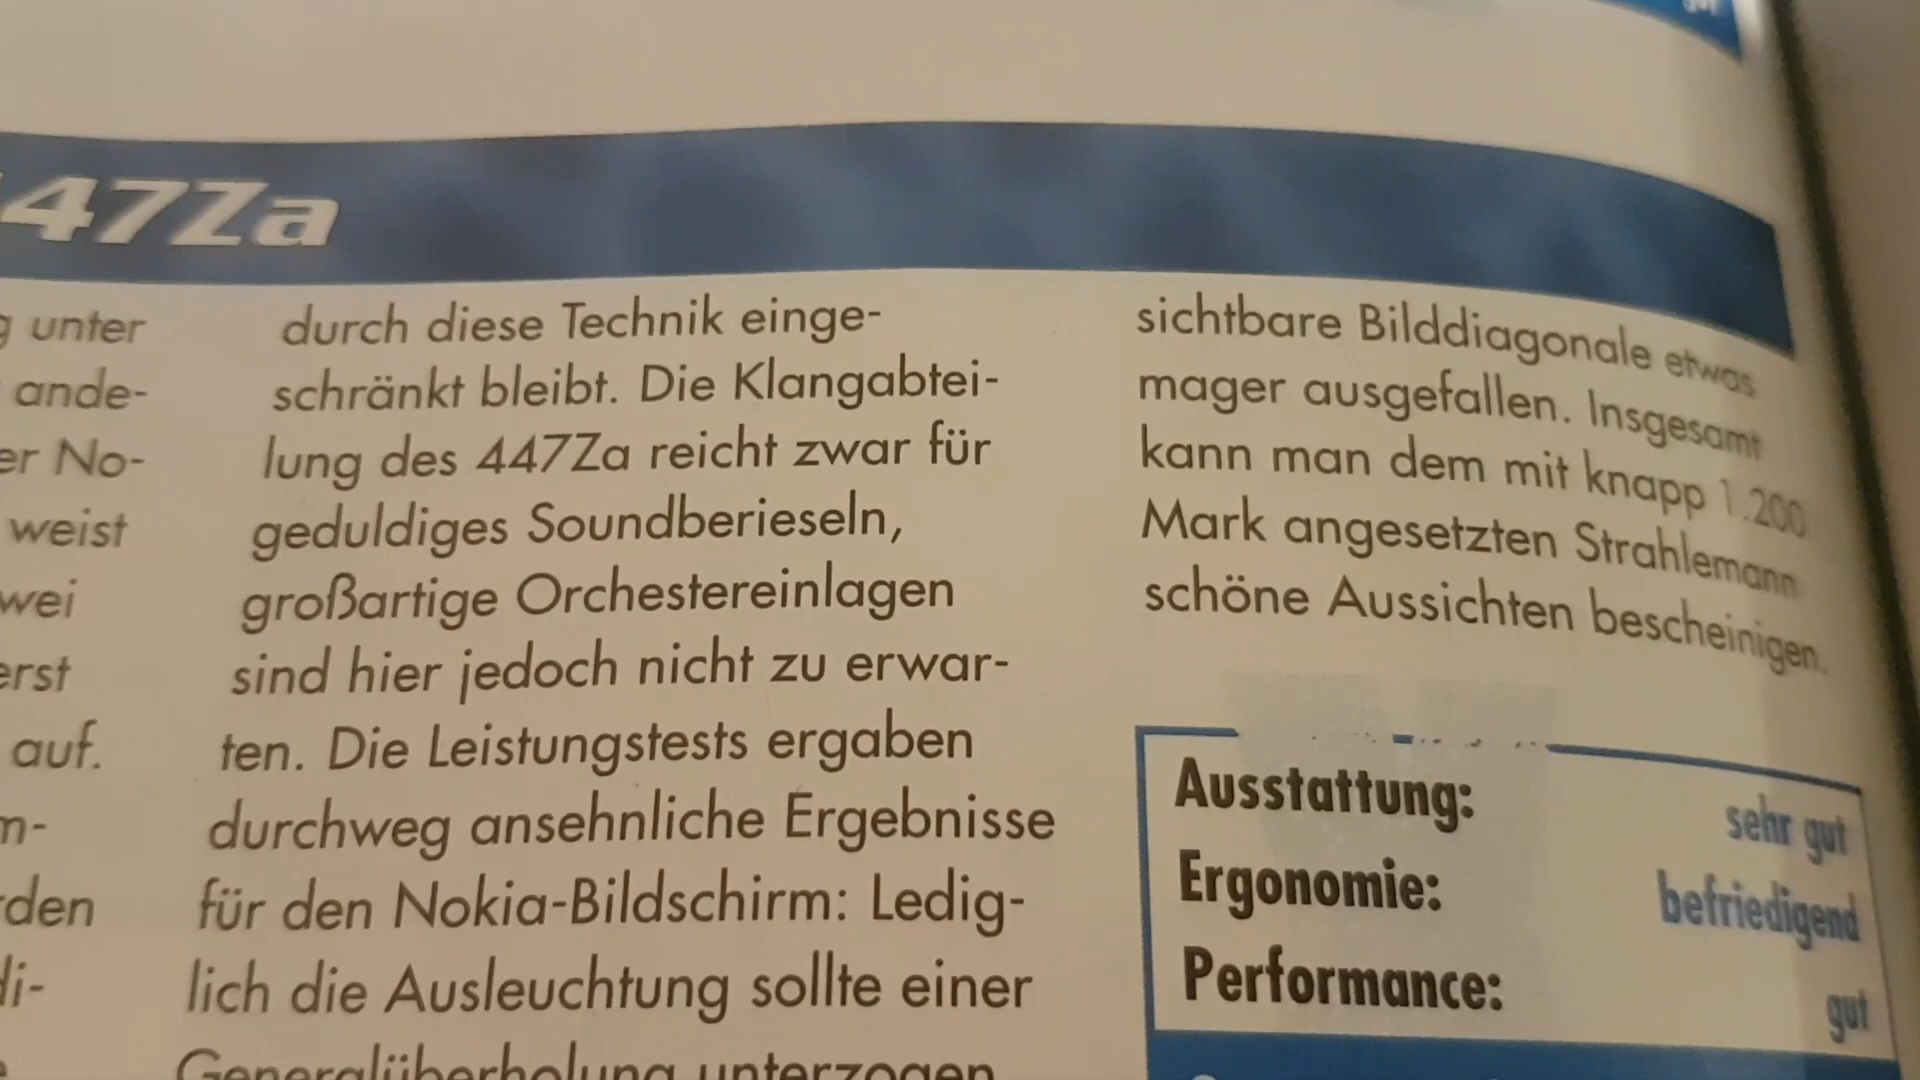 447Za
unter
ande-
er No-
weist
wei
erst
auf.
den
durch diese Technik einge-
schränkt bleibt. Die Klangabtei-
lung des 447Za reicht zwar für
geduldiges Soundberieseln,
großartige Orchestereinlagen
sind hier jedoch nicht zu erwar-
ten. Die Leistungstests ergaben
durchweg ansehnliche Ergebnisse
für den Nokia-Bildschirm: Ledig-
lich die Ausleuchtung sollte einer
Generalüberholung unterzogen
sichtbare Bilddiagonale etwas
mager ausgefallen. Insgesamt
kann man dem mit knapp 1.200
Mark angesetzten Strahlemann
schöne Aussichten bescheinigen.
Ausstattung: sehr gut
Ergonomie: befriedigend
Performance: gut